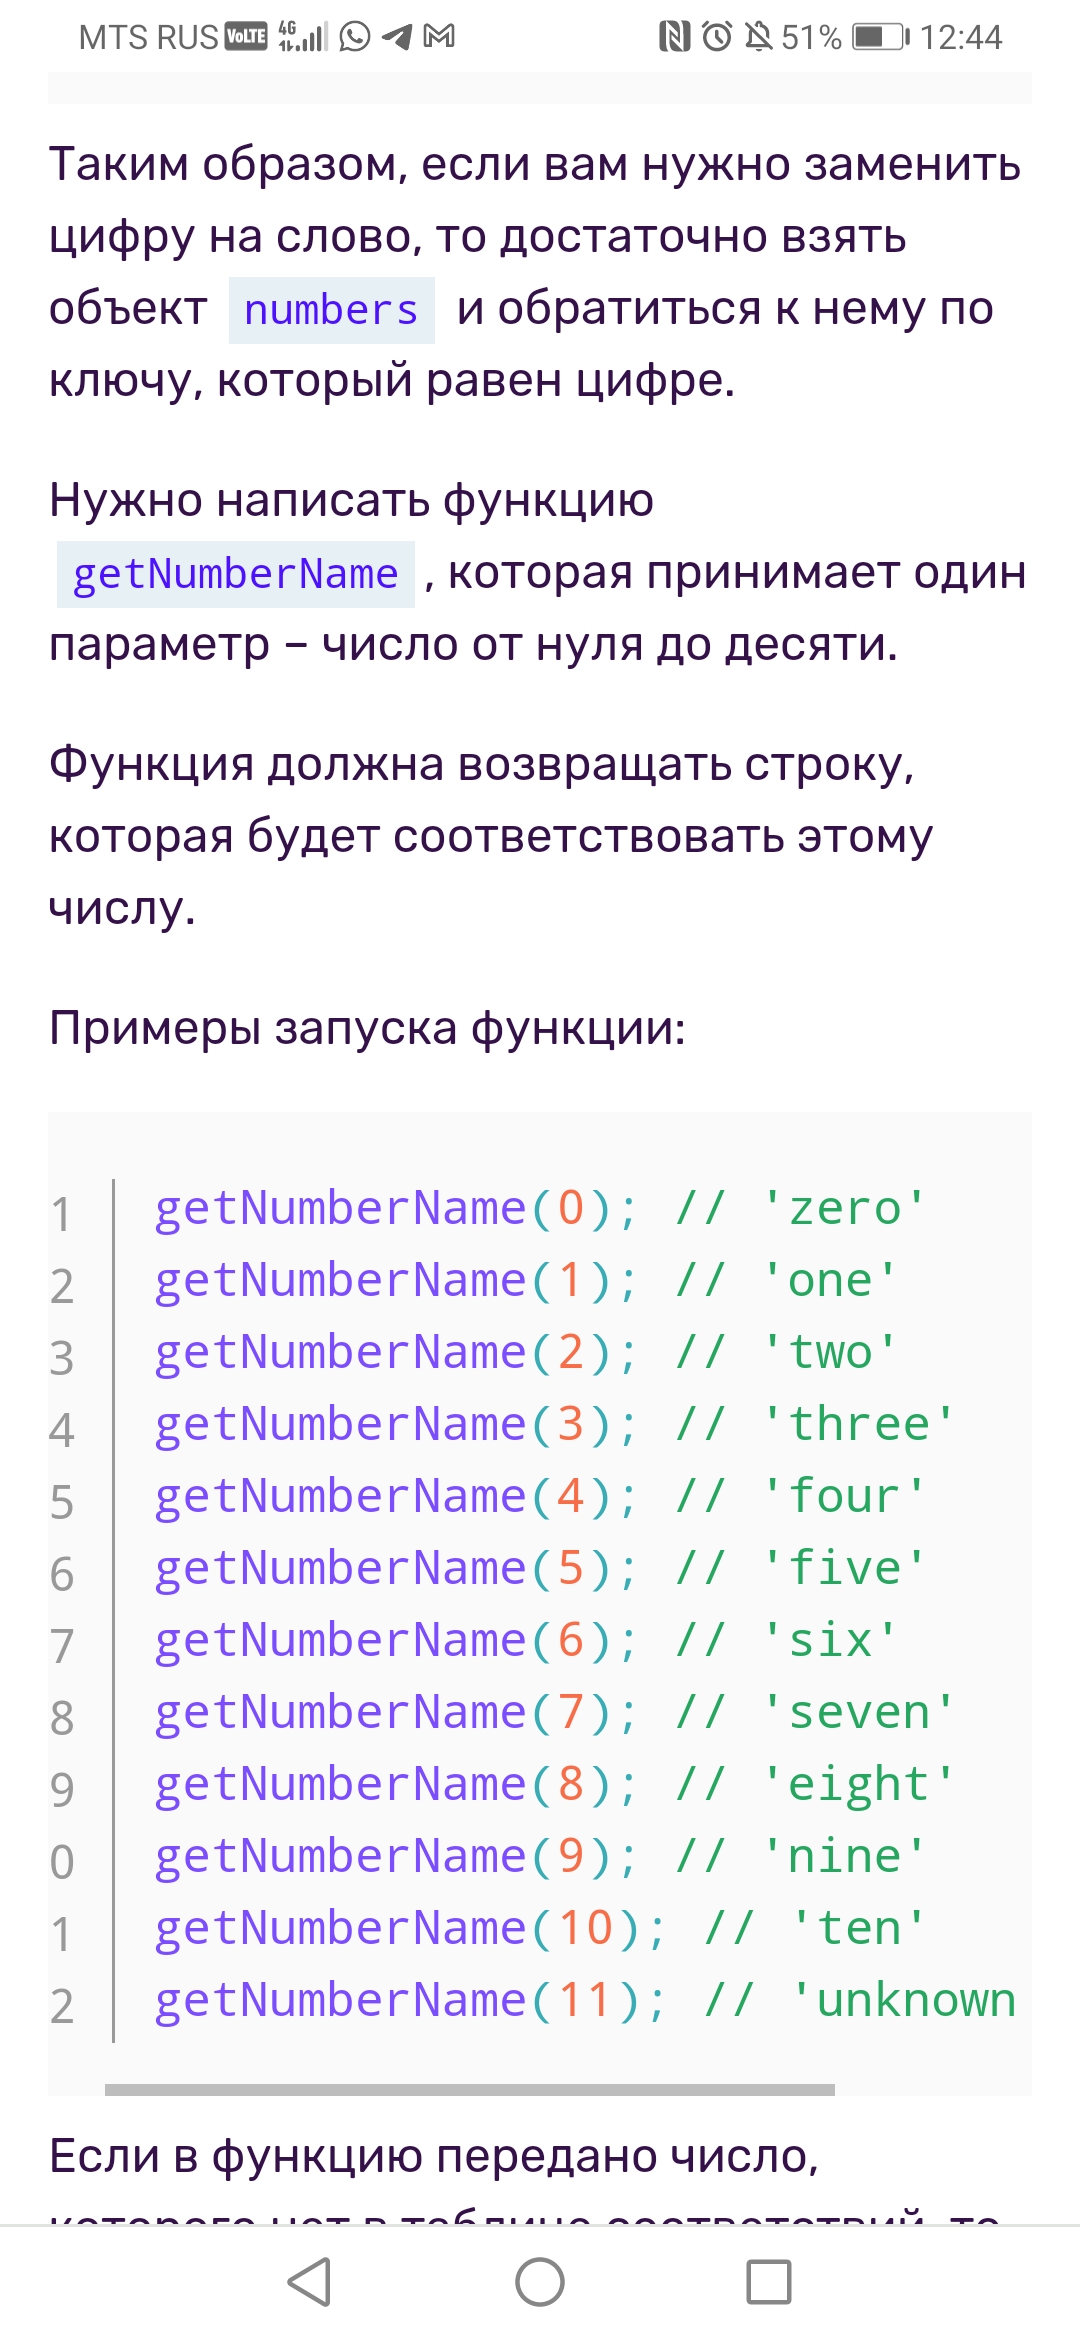 MTS RUS VoLTE 4G 51% 12:44
Таким образом, если вам нужно заменить
цифру на слово, то достаточно взять
объект numbers и обратиться к нему по
ключу, который равен цифре.
Нужно написать функцию
getNumberName , которая принимает один
параметр – число от нуля до десяти.
Функция должна возвращать строку,
которая будет соответствовать этому
числу.
Примеры запуска функции:
1 getNumberName(0); // 'zero'
2 getNumberName(1); // 'one'
3 getNumberName(2); // 'two'
4 getNumberName(3); // 'three'
5 getNumberName(4); // 'four'
6 getNumberName(5); // 'five'
7 getNumberName(6); // 'six'
8 getNumberName(7); // 'seven'
9 getNumberName(8); // 'eight'
0 getNumberName(9); // 'nine'
1 getNumberName(10); // 'ten'
2 getNumberName(11); // 'unknown
Если в функцию передано число,
которого нет в таблице соответствий, то